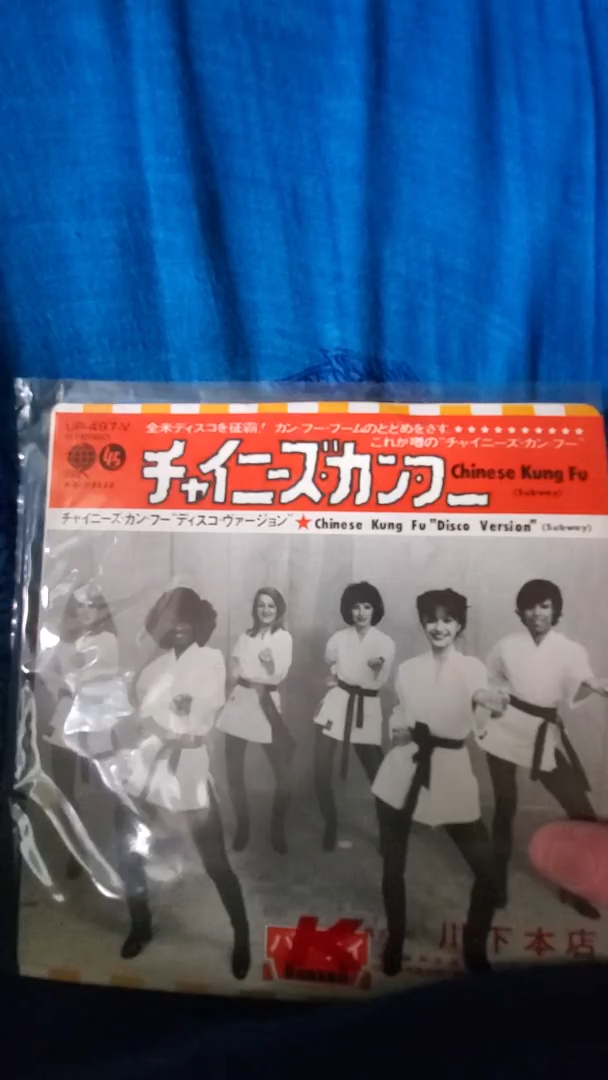 UP-497-V
STEREO
45
全米ディスコを征覇! カン・フー・ブームのとどめをさす★★★★★★★★★★
これが噂の"チャイニーズ・カン・フー"
チャイニーズ・カン・フー
Chinese Kung Fu
(Subway)
チャイニーズ・カン・フー"ディスコ・ヴァージョン"★Chinese Kung Fu "Disco Version" (Subway)
下本店